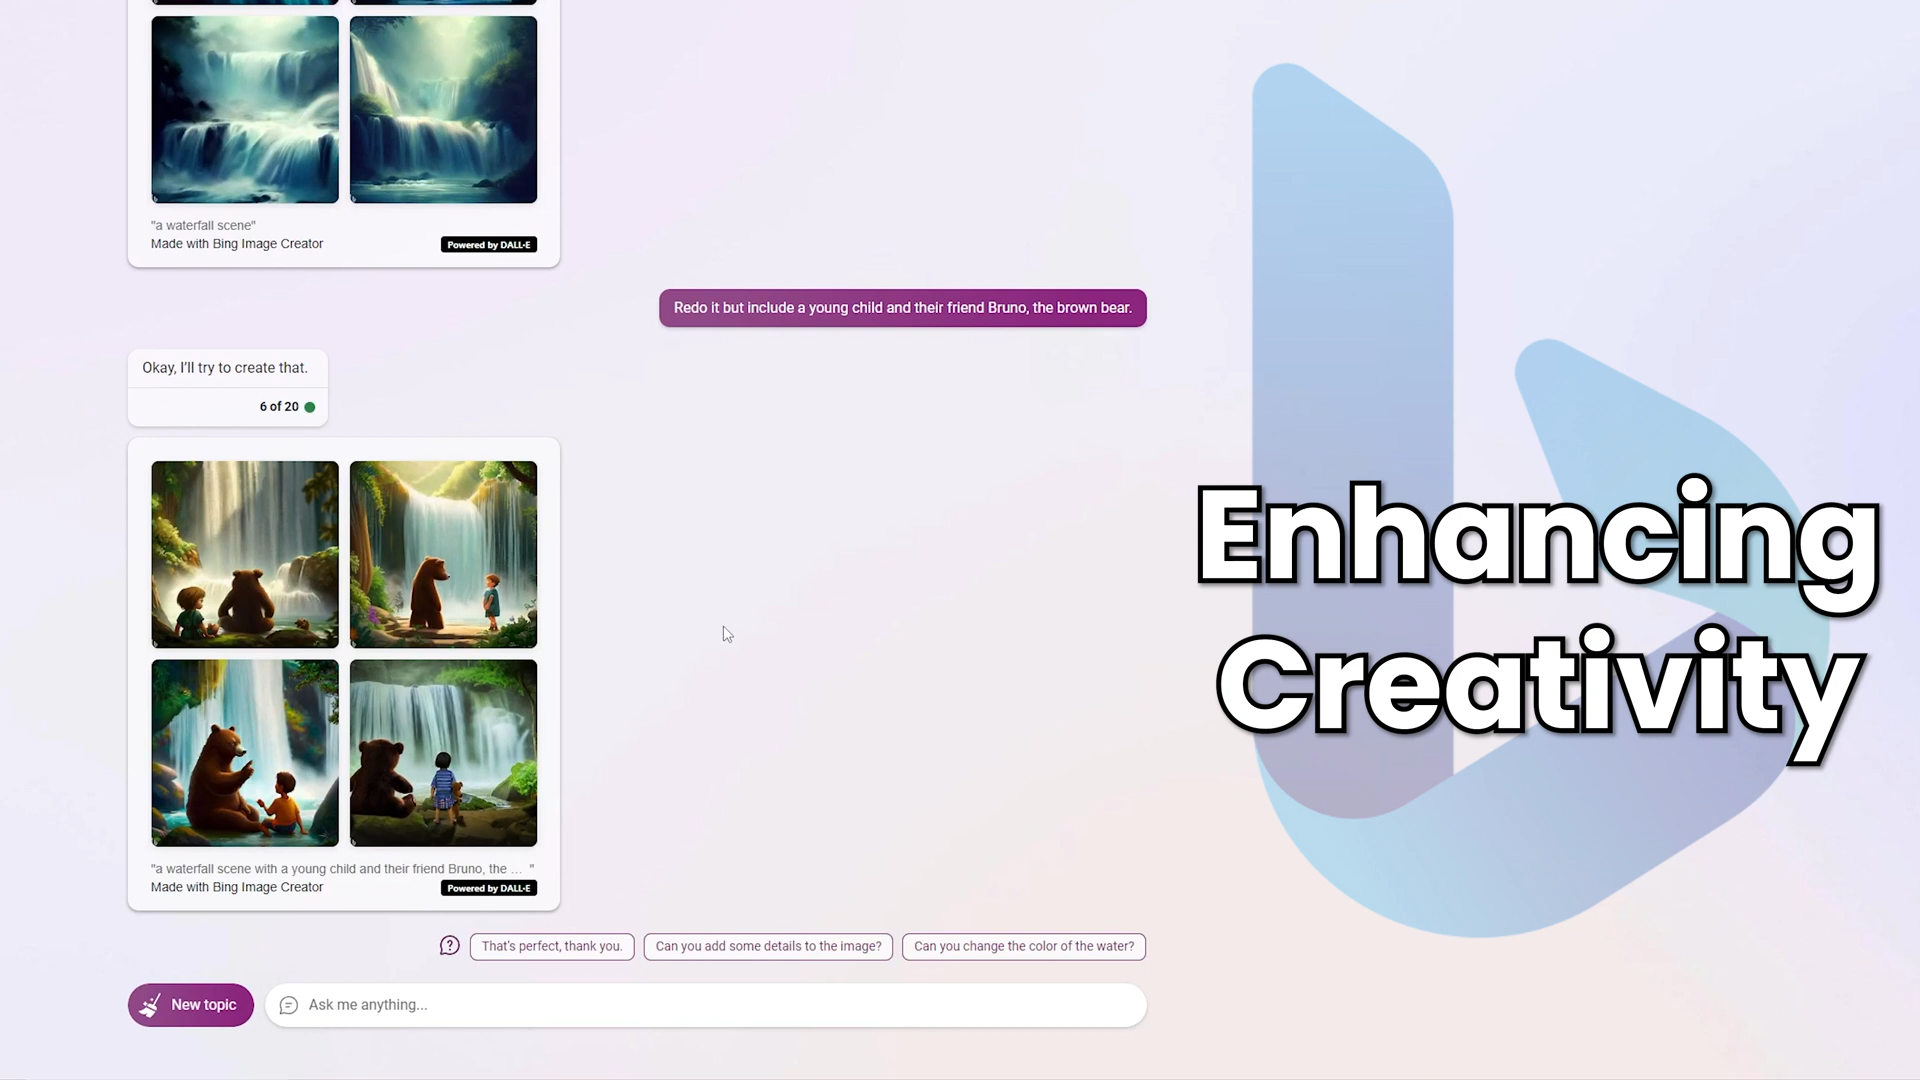 "a waterfall scene"
Made with Bing Image Creator
Powered by DALL·E
Redo it but include a young child and their friend Bruno, the brown bear.
Okay, I'll try to create that.
6 of 20
"a waterfall scene with a young child and their friend Bruno, the ... "
Made with Bing Image Creator
Powered by DALL·E
That's perfect, thank you.
Can you add some details to the image?
Can you change the color of the water?
New topic
Ask me anything...
Enhancing
Creativity